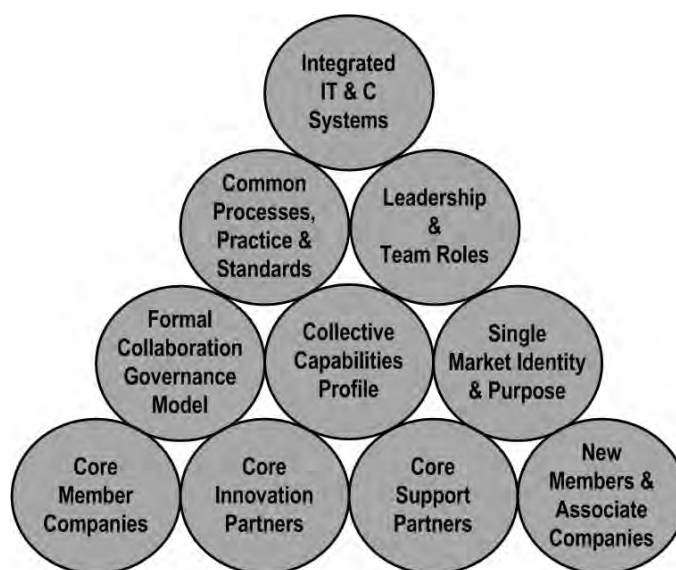 Integrated
IT & C
Systems
Common
Processes,
Practice &
Standards
Leadership
&
Team Roles
Formal
Collaboration
Governance
Model
Collective
Capabilities
Profile
Single
Market Identity
& Purpose
Core
Member
Companies
Core
Innovation
Partners
Core
Support
Partners
New
Members &
Associate
Companies